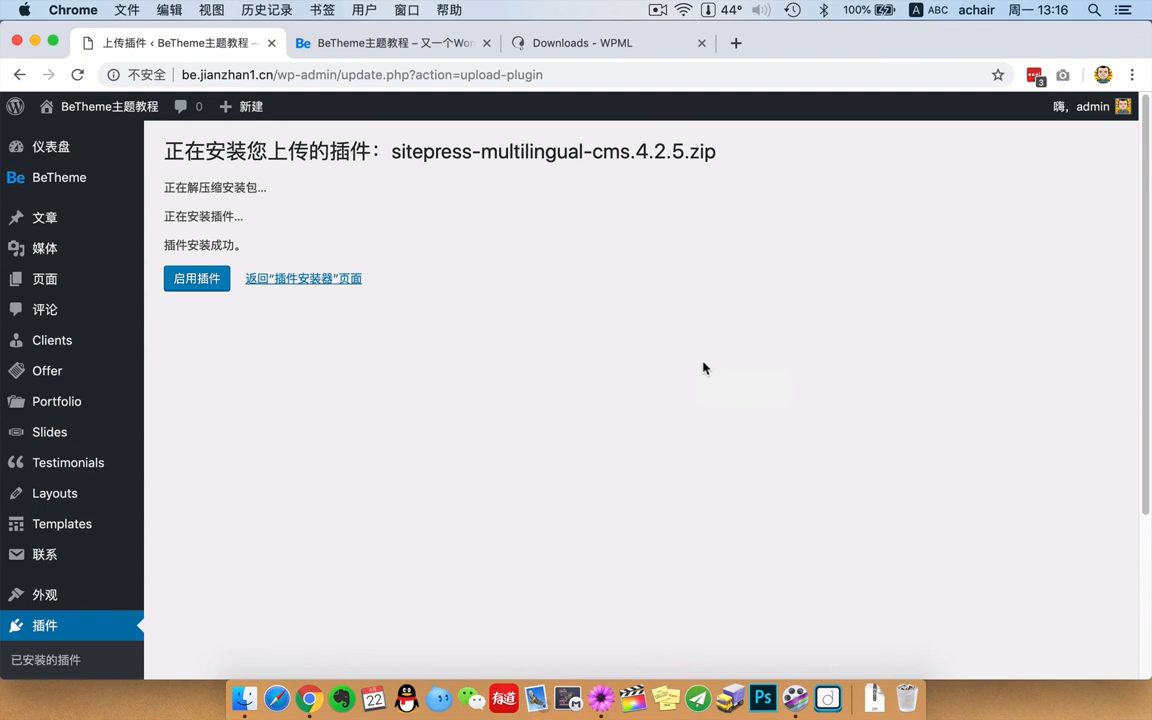 Chrome 文件 编辑 视图 历史记录 书签 用户 窗口 帮助 44° 100% A ABC achair 周一 13:16
上传插件 ‹ BeTheme主题教程 –
Be BeTheme主题教程 – 又一个Wor
Downloads - WPML
不安全 be.jianzhan1.cn/wp-admin/update.php?action=upload-plugin 3
BeTheme主题教程 0 新建 嗨，admin
仪表盘
Be BeTheme
文章
媒体
页面
评论
Clients
Offer
Portfolio
Slides
Testimonials
Layouts
Templates
联系
外观
插件
已安装的插件
正在安装您上传的插件：sitepress-multilingual-cms.4.2.5.zip
正在解压缩安装包…
正在安装插件…
插件安装成功。
启用插件 返回“插件安装器”页面
22 有道 M Ps d